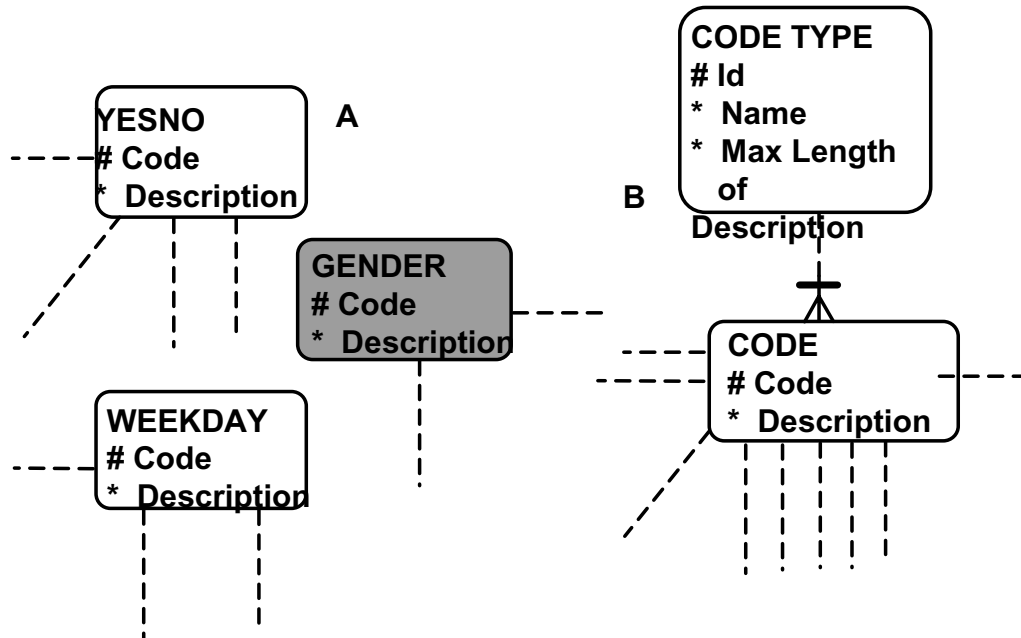 YESNO
# Code
* Description
A
GENDER
# Code
* Description
WEEKDAY
# Code
* Description
B
CODE TYPE
# Id
* Name
* Max Length
of
Description
CODE
# Code
* Description